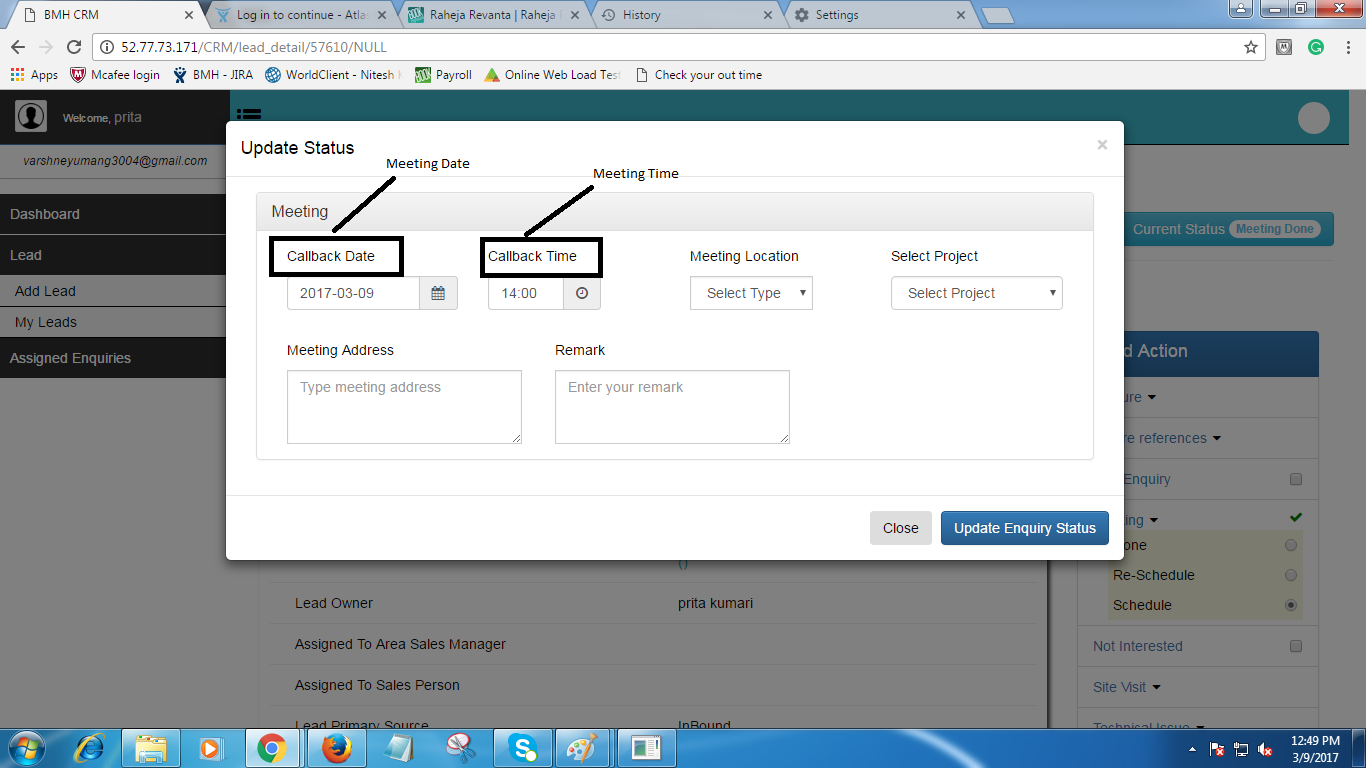 BMH CRM
Log in to continue - Atlas
Raheja Revanta | Raheja
History
Settings
52.77.73.171/CRM/lead_detail/57610/NULL
Apps
Mcafee login
BMH - JIRA
WorldClient - Nitesh
Payroll
Online Web Load Test
Check your out time
Welcome, prita
varshneyumang3004@gmail.com
Dashboard
Lead
Add Lead
My Leads
Assigned Enquiries
Update Status
×
Meeting Date
Meeting Time
Meeting
Callback Date
Callback Time
Meeting Location
Select Project
2017-03-09
14:00
Select Type
Select Project
Meeting Address
Remark
Type meeting address
Enter your remark
Close
Update Enquiry Status
Current Status Meeting Done
d Action
ure
re references
Enquiry
ing
one
Re-Schedule
Schedule
Not Interested
Site Visit
Technical Issue
()
Lead Owner
prita kumari
Assigned To Area Sales Manager
Assigned To Sales Person
Lead Primary Source
InBound
12:49 PM
3/9/2017